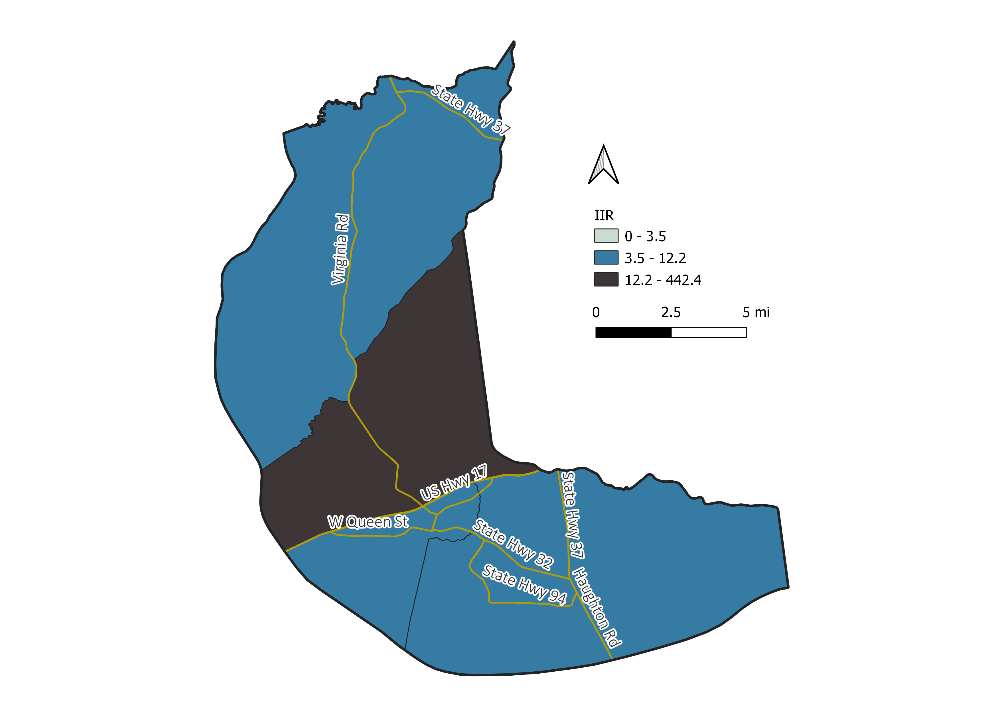 State Hwy 37
Virginia Rd
IIR
0 - 3.5
3.5 - 12.2
12.2 - 442.4
0 2.5 5 mi
US Hwy 17
W Queen St
State Hwy 37
State Hwy 32
State Hwy 94
Haughton Rd